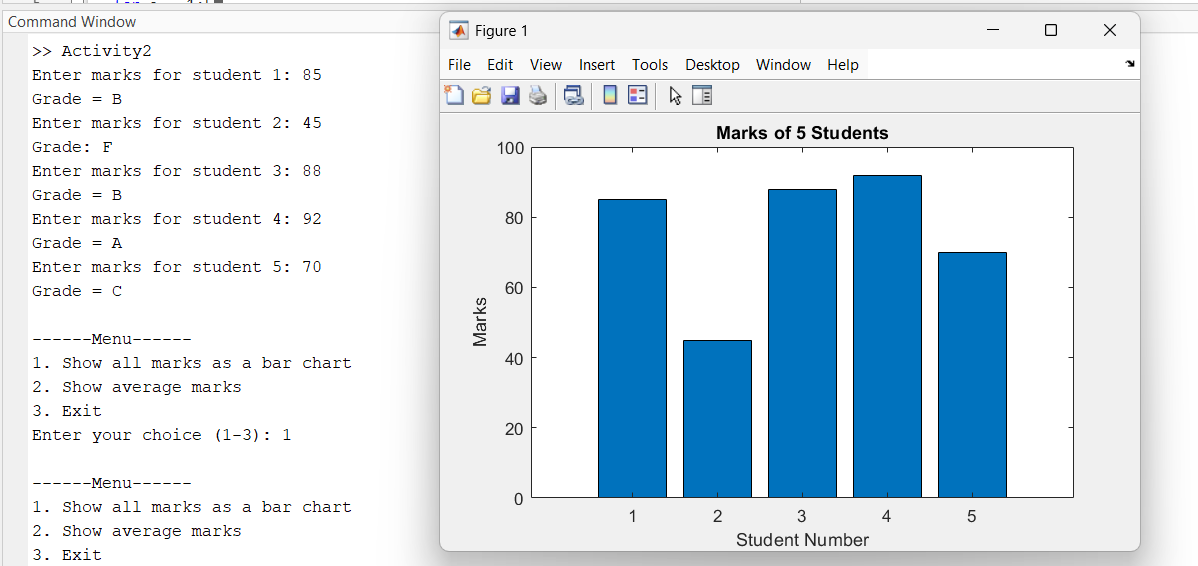 Command Window
>> Activity2
Enter marks for student 1: 85
Grade = B
Enter marks for student 2: 45
Grade: F
Enter marks for student 3: 88
Grade = B
Enter marks for student 4: 92
Grade = A
Enter marks for student 5: 70
Grade = C
------Menu------
1. Show all marks as a bar chart
2. Show average marks
3. Exit
Enter your choice (1-3): 1
------Menu------
1. Show all marks as a bar chart
2. Show average marks
3. Exit
Figure 1
File Edit View Insert Tools Desktop Window Help
Marks of 5 Students
100
80
60
40
20
0
Marks
1 2 3 4 5
Student Number